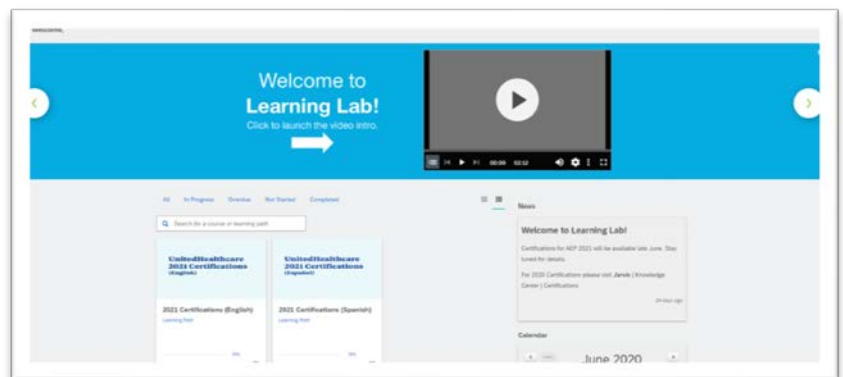 Welcome,
Welcome to
Learning Lab!
Click to launch the video intro.
00:00 02:12
All In Progress Overdue Not Started Completed
Search for a course or learning path
UnitedHealthcare
2021 Certifications
(English)
2021 Certifications (English)
Learning Path
0%
UnitedHealthcare
2021 Certifications
(Español)
2021 Certifications (Spanish)
Learning Path
0%
News
Welcome to Learning Lab!
Certifications for AEP 2021 will be available late June. Stay
tuned for details.
For 2020 Certifications please visit Jarvis | Knowledge
Center | Certifications
Calendar
June 2020